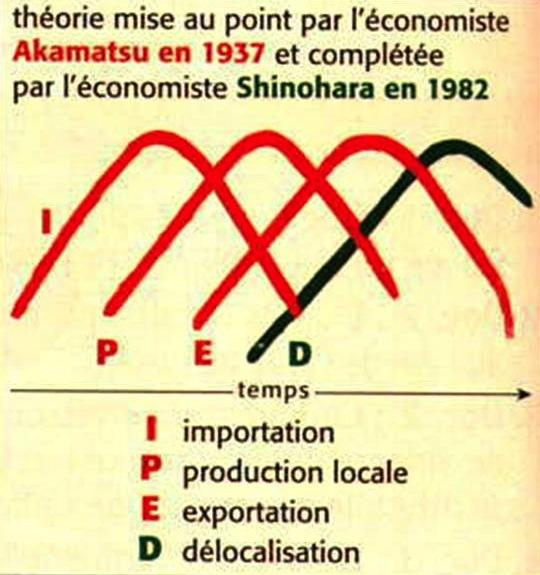 théorie mise au point par l'économiste
Akamatsu en 1937 et complétée
par l'économiste Shinohara en 1982
I
P E D
temps
I importation
P production locale
E exportation
D délocalisation